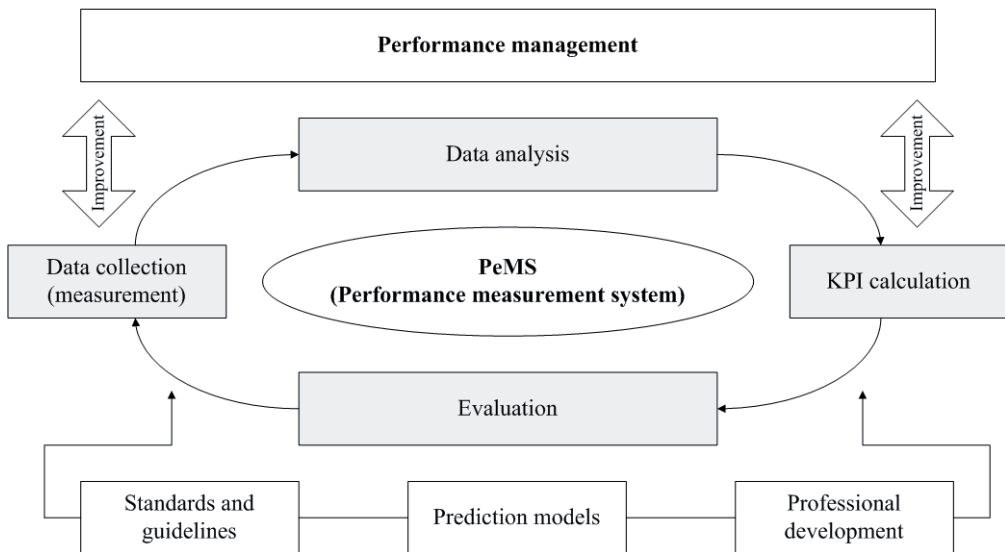 Performance management
Improvement
Improvement
Data analysis
Data collection
(measurement)
PeMS
(Performance measurement system)
KPI calculation
Evaluation
Standards and
guidelines
Prediction models
Professional
development